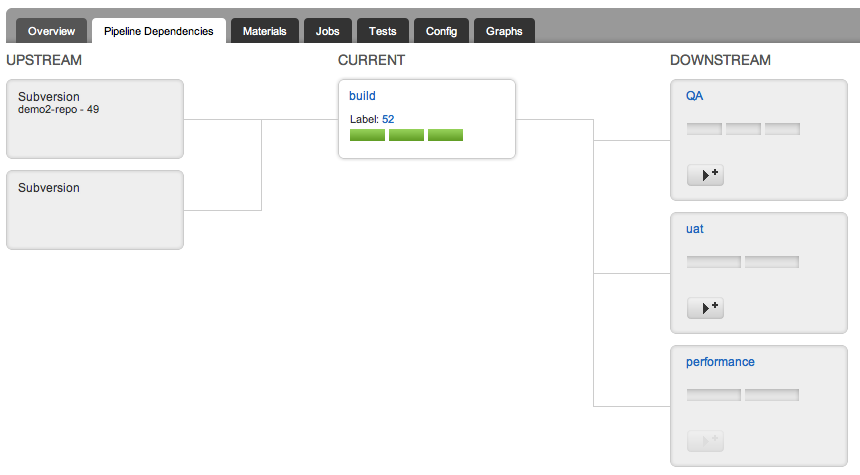 Overview
Pipeline Dependencies
Materials
Jobs
Tests
Config
Graphs
UPSTREAM
Subversion
demo2-repo - 49
Subversion
CURRENT
build
Label: 52
DOWNSTREAM
QA
uat
performance